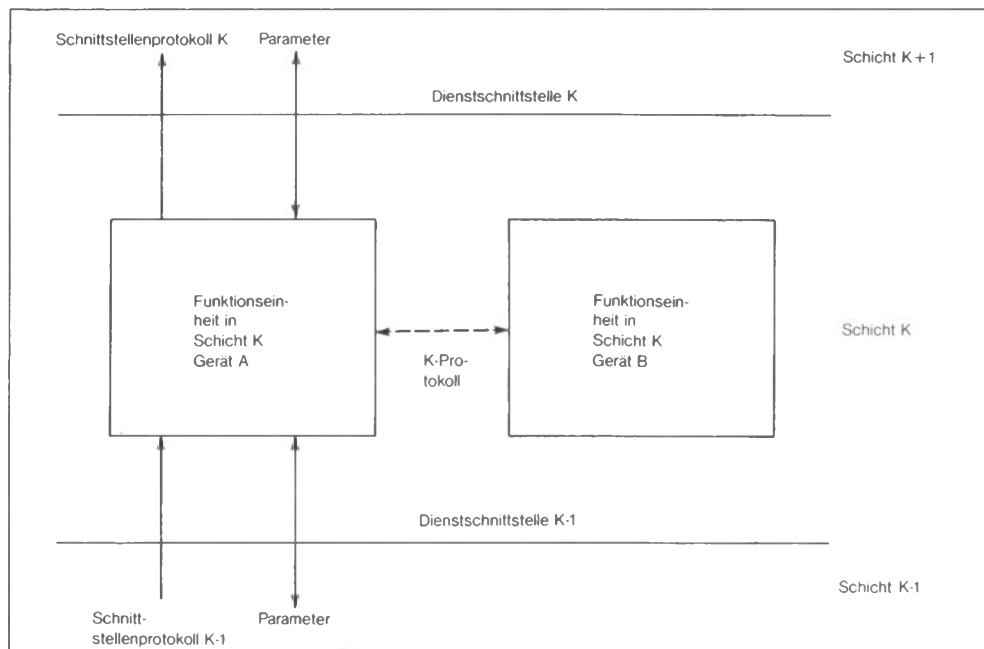 Schnittstellenprotokoll K
Parameter
Schicht K+1
Dienstschnittstelle K
Funktionsein-
heit in
Schicht K
Gerät A
K-Pro-
tokoll
Funktionsein-
heit in
Schicht K
Gerät B
Schicht K
Dienstschnittstelle K-1
Schicht K-1
Schnitt-
stellenprotokoll K-1
Parameter